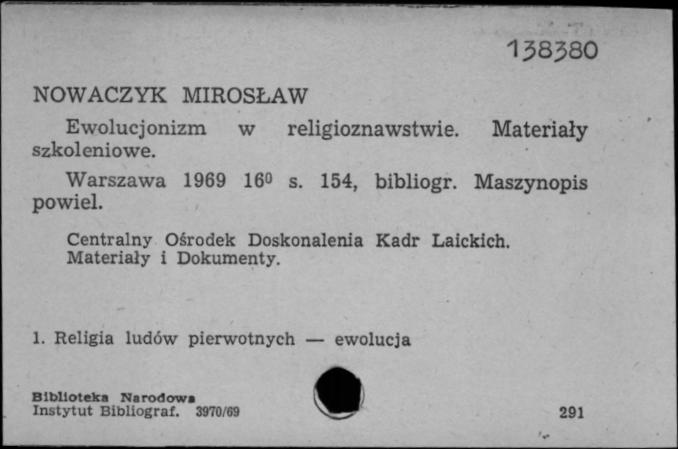 138380
NOWACZYK MIROSŁAW
Ewolucjonizm w religioznawstwie. Materiały
szkoleniowe.
Warszawa 1969 16⁰ s. 154, bibliogr. Maszynopis
powiel.
Centralny Ośrodek Doskonalenia Kadr Laickich.
Materiały i Dokumenty.
1. Religia ludów pierwotnych — ewolucja
Biblioteka Narodowa
Instytut Bibliograf. 3970/69
291